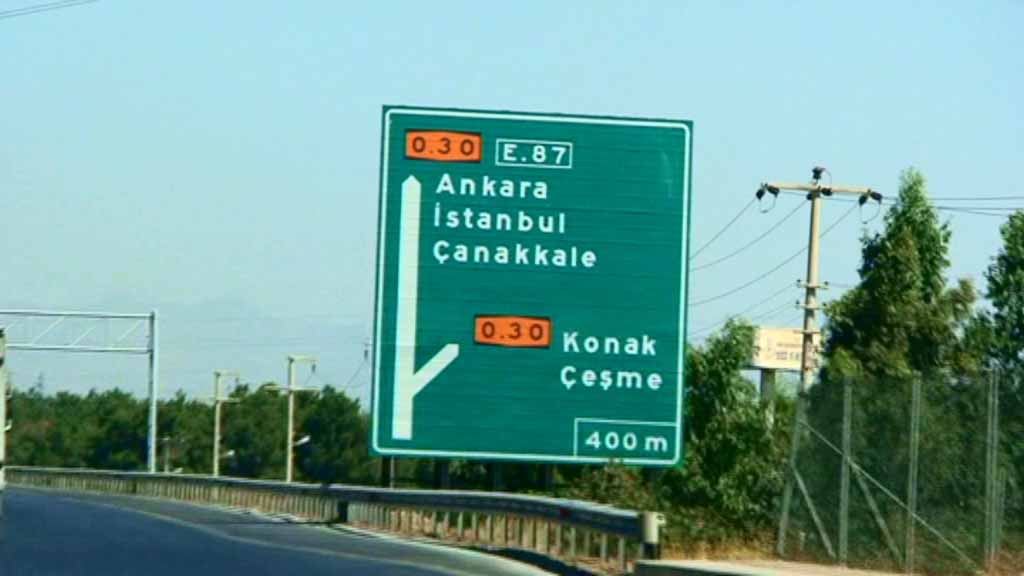 0.30 E.87
Ankara
İstanbul
Çanakkale
0.30 Konak
Çeşme
400 m